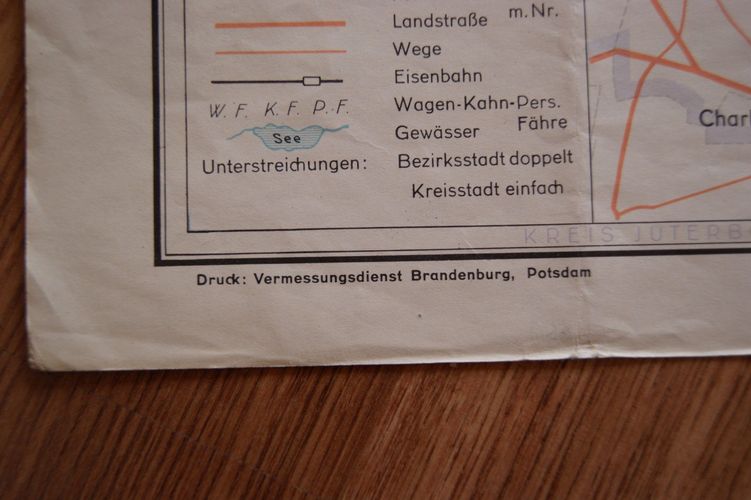 Landstraße m.Nr.
Wege
Eisenbahn
W. F. K. F. P.-F. Wagen-Kahn-Pers.
Fähre
See Gewässer
Unterstreichungen: Bezirksstadt doppelt
Kreisstadt einfach
Charl
KREIS JÜTERB
Druck: Vermessungsdienst Brandenburg, Potsdam